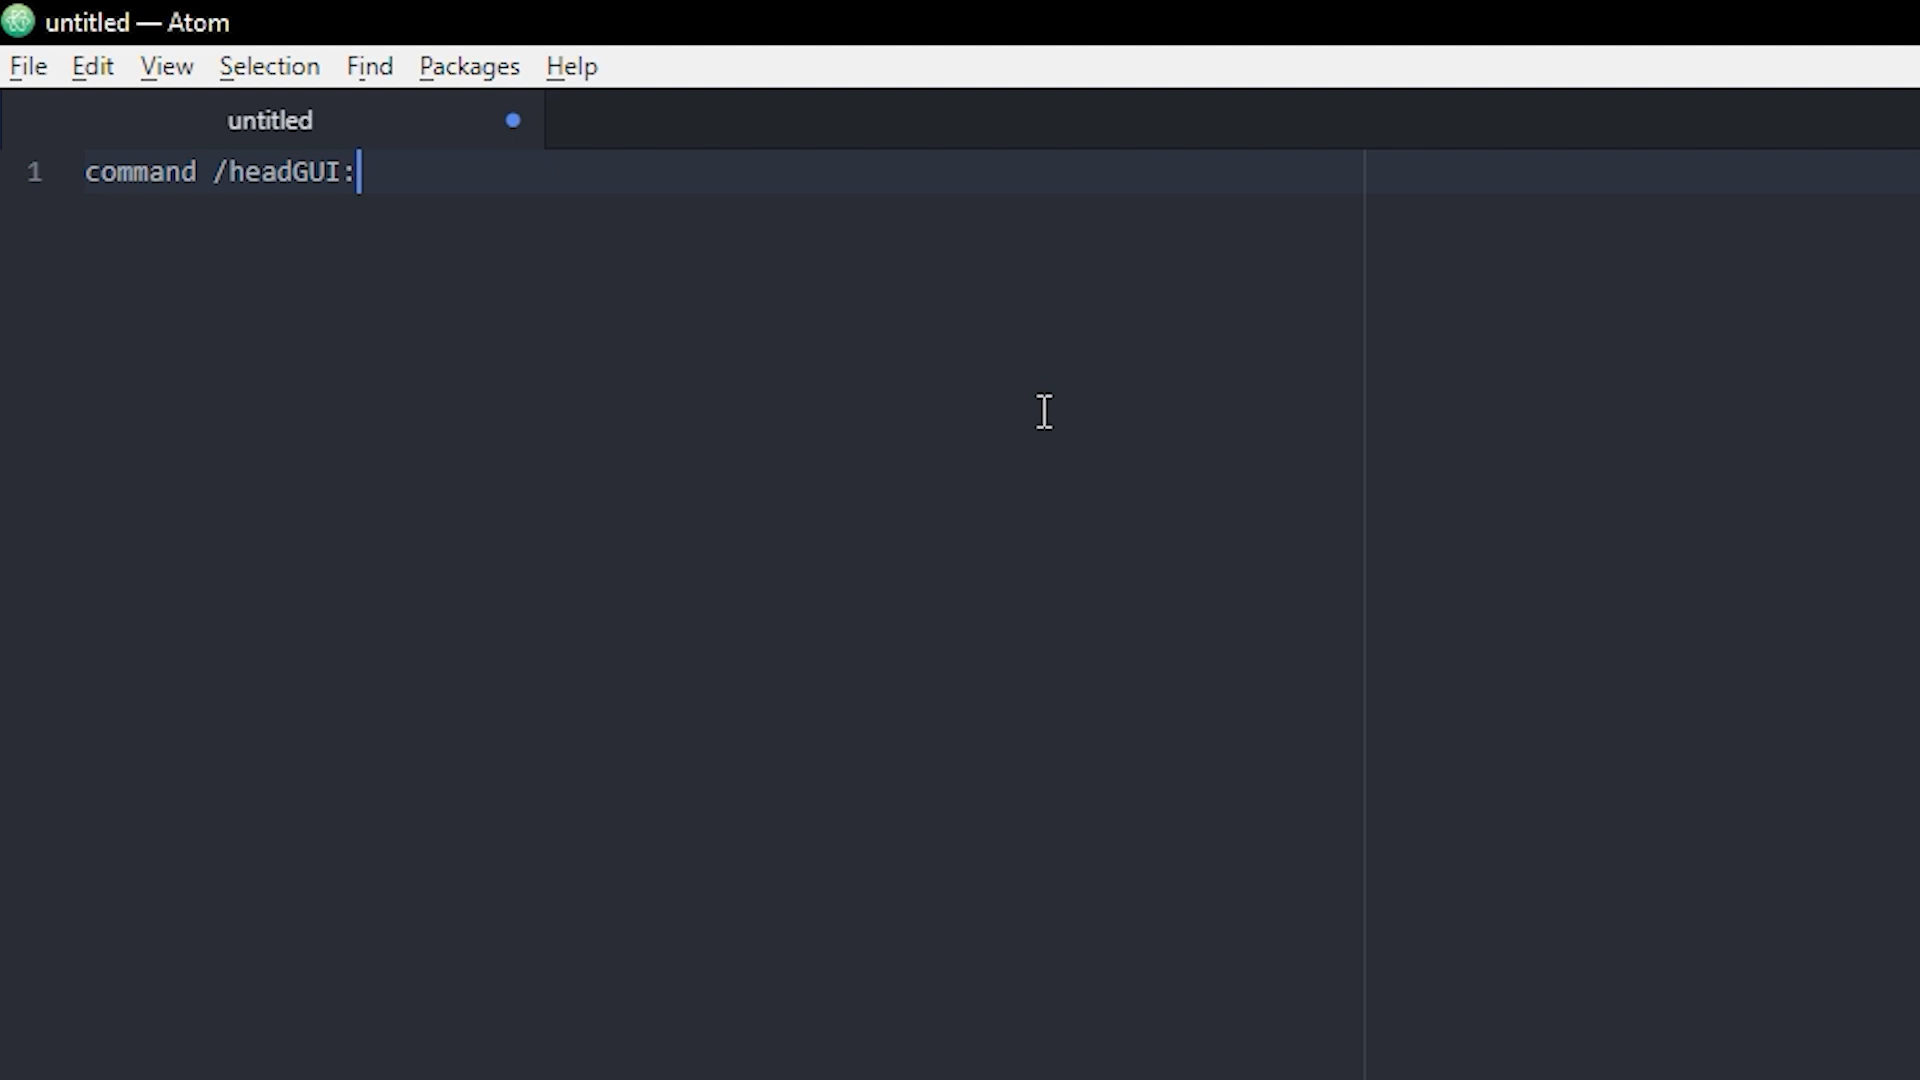 untitled — Atom
File Edit View Selection Find Packages Help
untitled
1 command /headGUI: